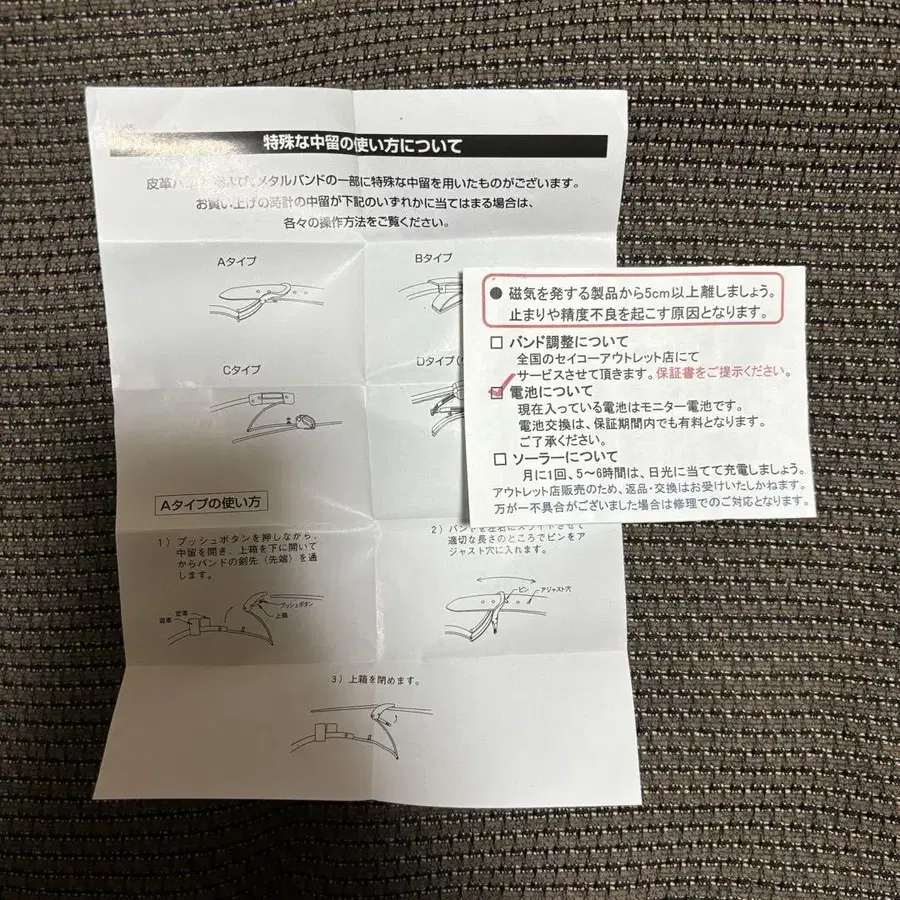 特殊な中留の使い方について
皮革バンドおよび、メタルバンドの一部に特殊な中留を用いたものがございます。
お買い上げの時計の中留が下記のいずれかに当てはまる場合は、
各々の操作方法をご覧ください。
Aタイプ
Bタイプ
Cタイプ
Dタイプ(
Aタイプの使い方
1)プッシュボタンを押しながら、
中留を開き、上箱を下に開いて
からバンドの剣先(先端)を通
します。
定革
遊革
プッシュボタン
上箱
2)バンドを左右にスライドさせて
適切な長さのところでピンをア
ジャスト穴に入れます。
ピン
アジャスト穴
3)上箱を閉めます。
● 磁気を発する製品から5cm以上離しましょう。
止まりや精度不良を起こす原因となります。
□ バンド調整について
全国のセイコーアウトレット店にて
サービスさせて頂きます。保証書をご提示ください。
☑ 電池について
現在入っている電池はモニター電池です。
電池交換は、保証期間内でも有料となります。
ご了承ください。
□ ソーラーについて
月に1回、5~6時間は、日光に当てて充電しましょう。
アウトレット店販売のため、返品・交換はお受けいたしかねます。
万が一不具合がございました場合は修理でのご対応となります。